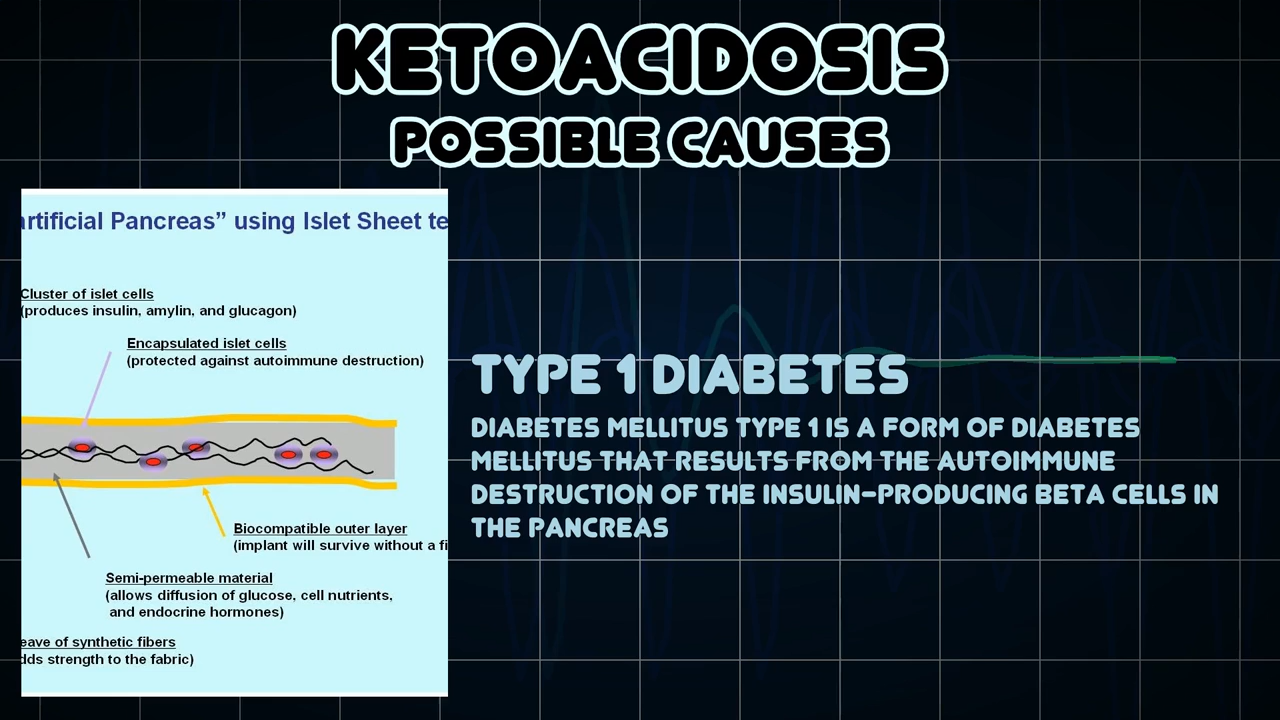 KETOACIDOSIS
POSSIBLE CAUSES
artificial Pancreas” using Islet Sheet te
Cluster of islet cells
(produces insulin, amylin, and glucagon)
Encapsulated islet cells
(protected against autoimmune destruction)
Biocompatible outer layer
(implant will survive without a fi
Semi-permeable material
(allows diffusion of glucose, cell nutrients,
and endocrine hormones)
eave of synthetic fibers
dds strength to the fabric)
TYPE 1 DIABETES
DIABETES MELLITUS TYPE 1 IS A FORM OF DIABETES
MELLITUS THAT RESULTS FROM THE AUTOIMMUNE
DESTRUCTION OF THE INSULIN-PRODUCING BETA CELLS IN
THE PANCREAS